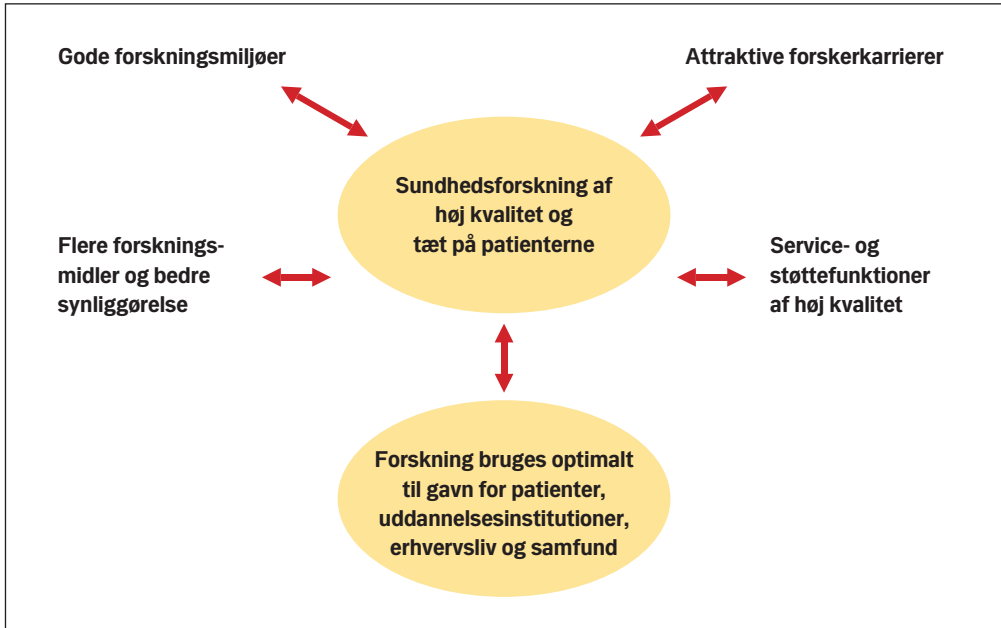 Gode forskningsmiljøer
Attraktive forskerkarrierer
Sundhedsforskning af
høj kvalitet og
tæt på patienterne
Flere forsknings-
midler og bedre
synliggørelse
Service- og
støttefunktioner
af høj kvalitet
Forskning bruges optimalt
til gavn for patienter,
uddannelsesinstitutioner,
erhvervsliv og samfund